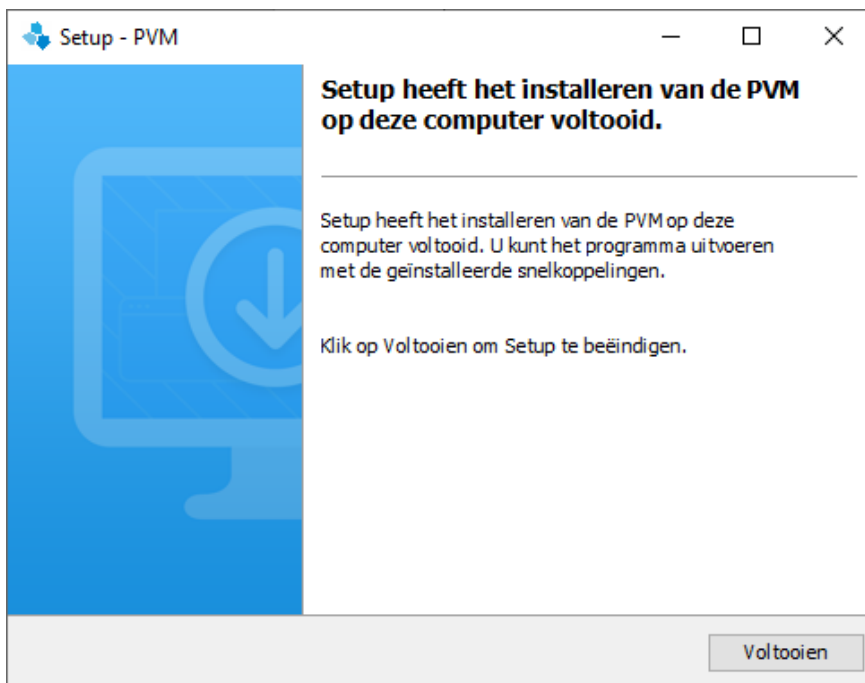 Setup - PVM
Setup heeft het installeren van de PVM
op deze computer voltooid.
Setup heeft het installeren van de PVM op deze
computer voltooid. U kunt het programma uitvoeren
met de geïnstalleerde snelkoppelingen.
Klik op Voltooien om Setup te beëindigen.
Voltooien